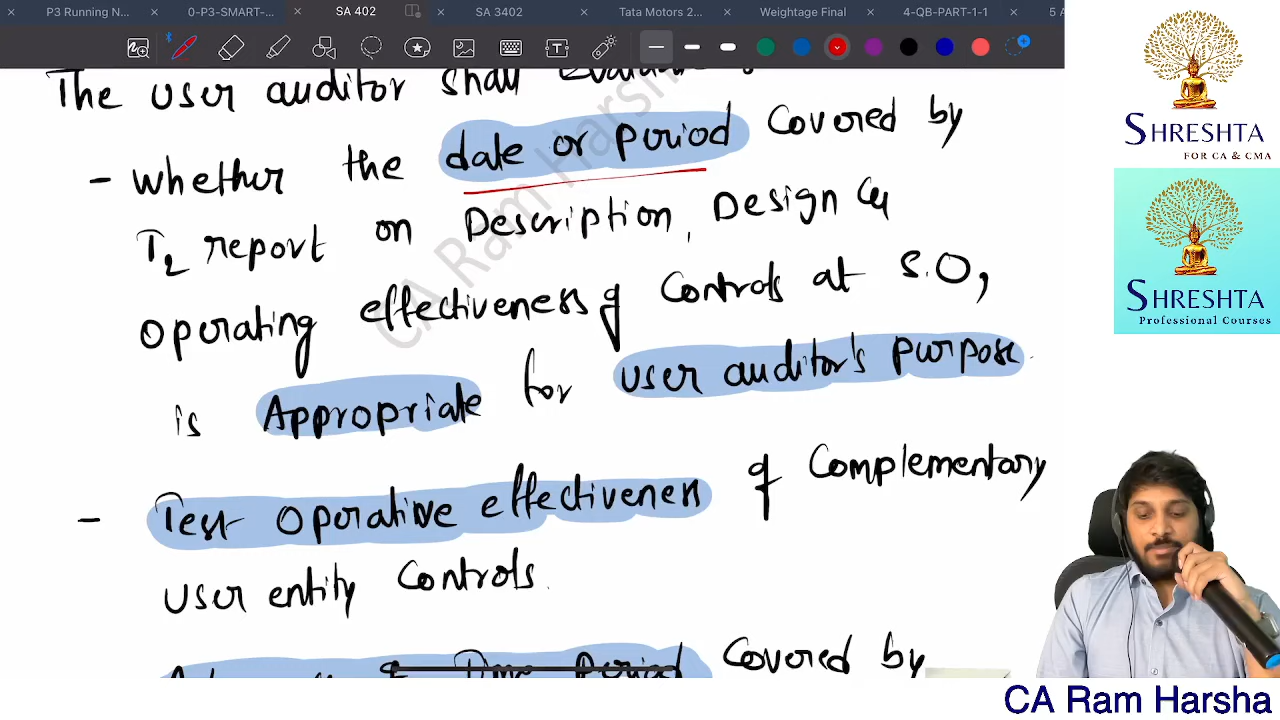 P3 Running N...
0-P3-SMART-...
SA 402
SA 3402
Tata Motors 2...
Weightage Final
4-QB-PART-1-1
5 A
The user auditor shall
- Whether the date or period covered by
T2 report on Description, Design &
operating effectiveness of controls at S.O,
is Appropriate for user auditor's purpose.
- Test operative effectiveness of complementary
user entity controls.
Time Period covered by
CA Ram Harsha
SHRESHTA
FOR CA & CMA
SHRESHTA
Professional Courses
CA Ram Harsha